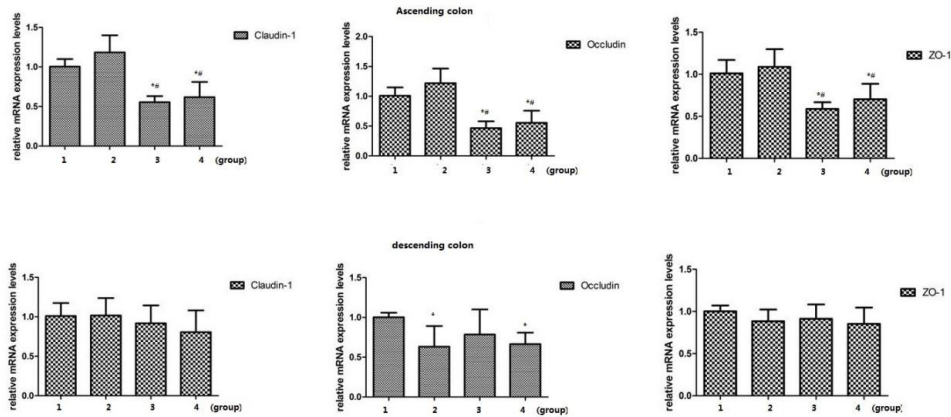 Ascending colon
relative mRNA expression levels
1.5
1.0
0.5
0.0
*#
*#
1 2 3 4 (group)
Claudin-1
relative mRNA expression levels
2.0
1.5
1.0
0.5
0.0
*#
*#
1 2 3 4 (group)
Occludin
relative mRNA expression levels
1.5
1.0
0.5
0.0
*#
*#
1 2 3 4 (group)
ZO-1
descending colon
relative mRNA expression levels
1.5
1.0
0.5
0.0
1 2 3 4 (group)
Claudin-1
relative mRNA expression levels
1.5
1.0
0.5
0.0
*
*
1 2 3 4 (group)
Occludin
relative mRNA expression levels
1.5
1.0
0.5
0.0
1 2 3 4 (group)
ZO-1